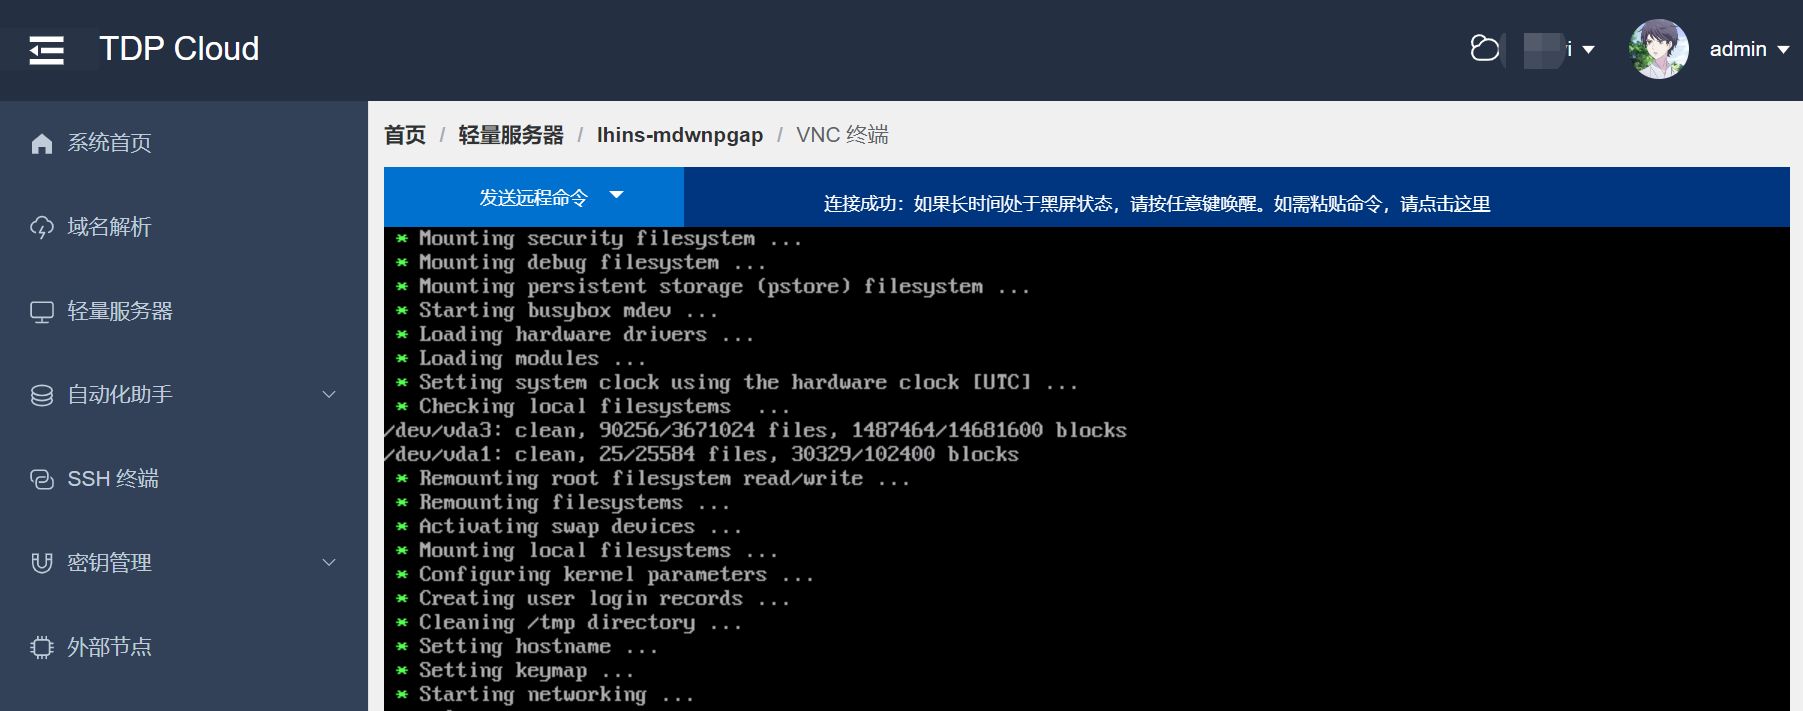 TDP Cloud
admin
系统首页
域名解析
轻量服务器
自动化助手
SSH 终端
密钥管理
外部节点
首页 / 轻量服务器 / lhins-mdwnpgap / VNC 终端
发送远程命令
连接成功：如果长时间处于黑屏状态，请按任意键唤醒。如需粘贴命令，请点击这里
* Mounting security filesystem ...
* Mounting debug filesystem ...
* Mounting persistent storage (pstore) filesystem ...
* Starting busybox mdev ...
* Loading hardware drivers ...
* Loading modules ...
* Setting system clock using the hardware clock [UTC] ...
* Checking local filesystems  ...
/dev/vda3: clean, 90256/3671024 files, 1487464/14681600 blocks
/dev/vda1: clean, 25/25584 files, 30329/102400 blocks
* Remounting root filesystem read/write ...
* Remounting filesystems ...
* Activating swap devices ...
* Mounting local filesystems ...
* Configuring kernel parameters ...
* Creating user login records ...
* Cleaning /tmp directory ...
* Setting hostname ...
* Setting keymap ...
* Starting networking ...